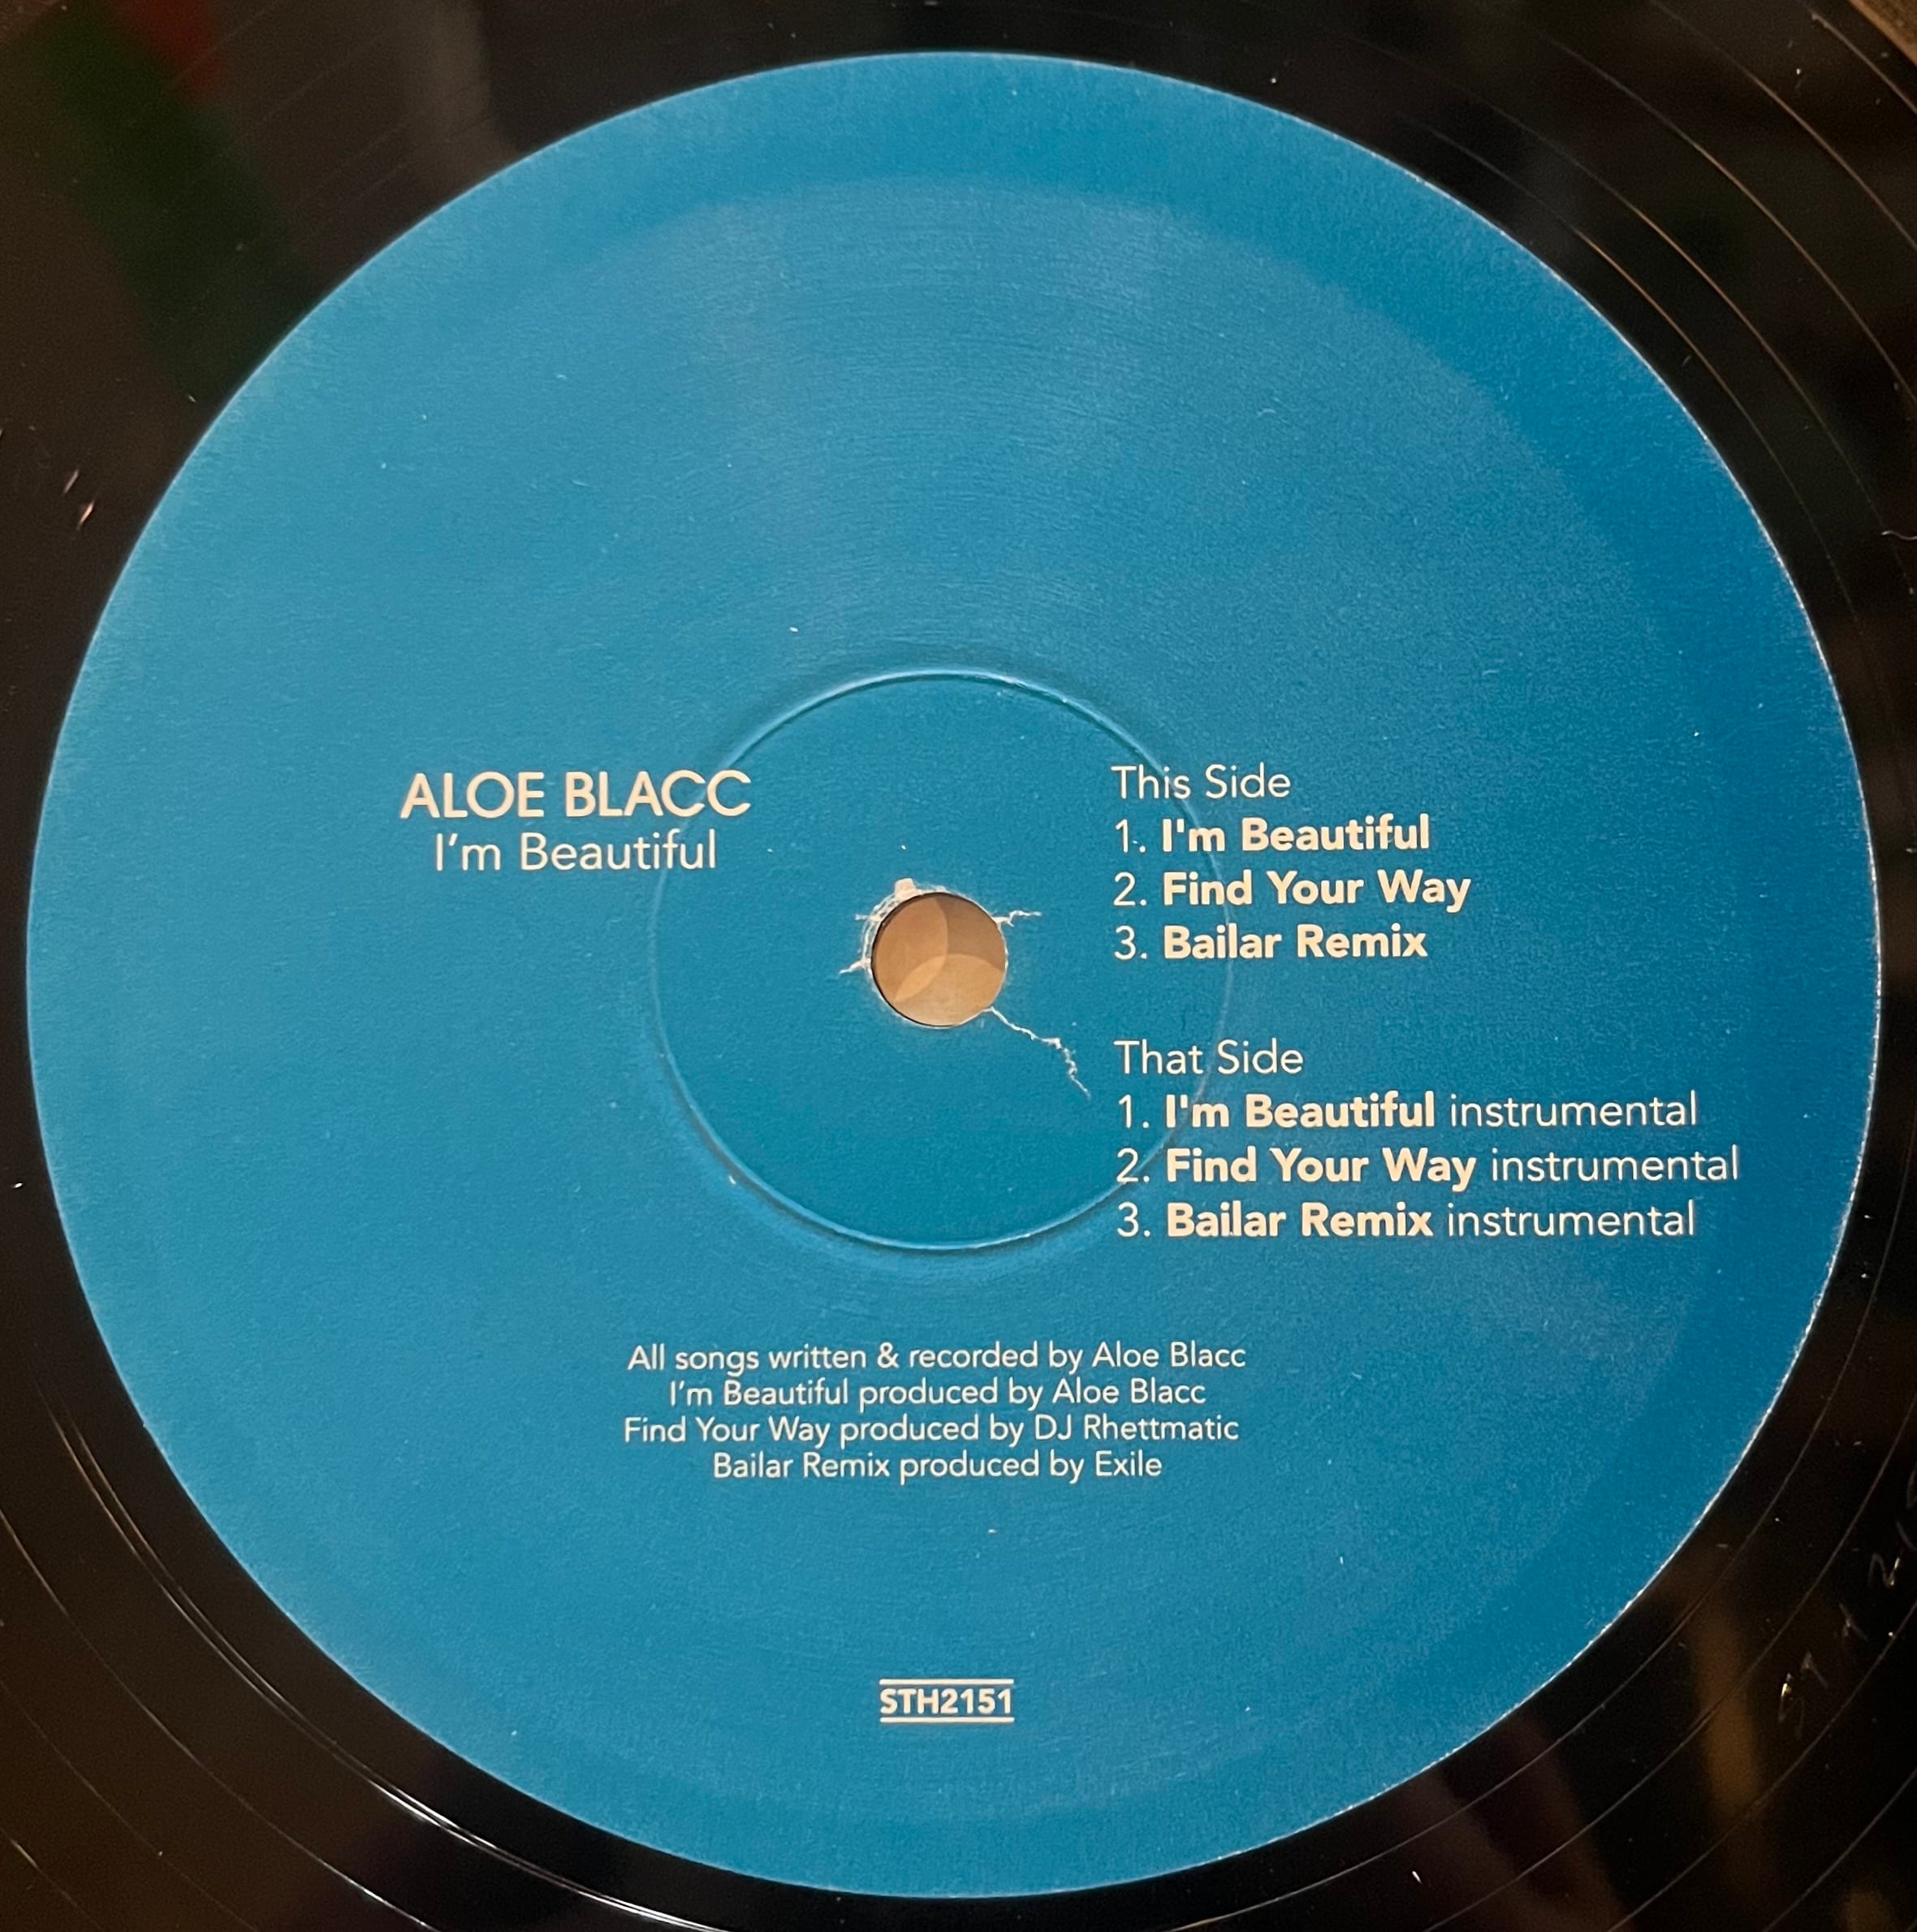 ALOE BLACC
I'm Beautiful
This Side
1. I'm Beautiful
2. Find Your Way
3. Bailar Remix
That Side
1. I'm Beautiful instrumental
2. Find Your Way instrumental
3. Bailar Remix instrumental
All songs written & recorded by Aloe Blacc
I'm Beautiful produced by Aloe Blacc
Find Your Way produced by DJ Rhettmatic
Bailar Remix produced by Exile
STH2151